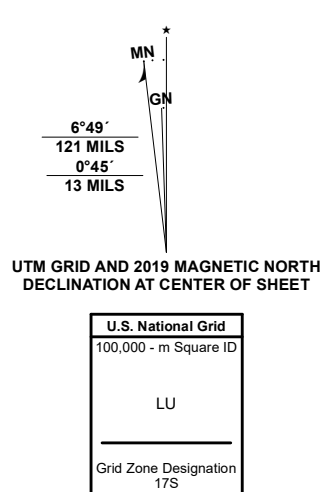 ★
MN
GN
6°49´
121 MILS
0°45´
13 MILS
UTM GRID AND 2019 MAGNETIC NORTH
DECLINATION AT CENTER OF SHEET
U.S. National Grid
100,000 - m Square ID
LU
Grid Zone Designation
17S